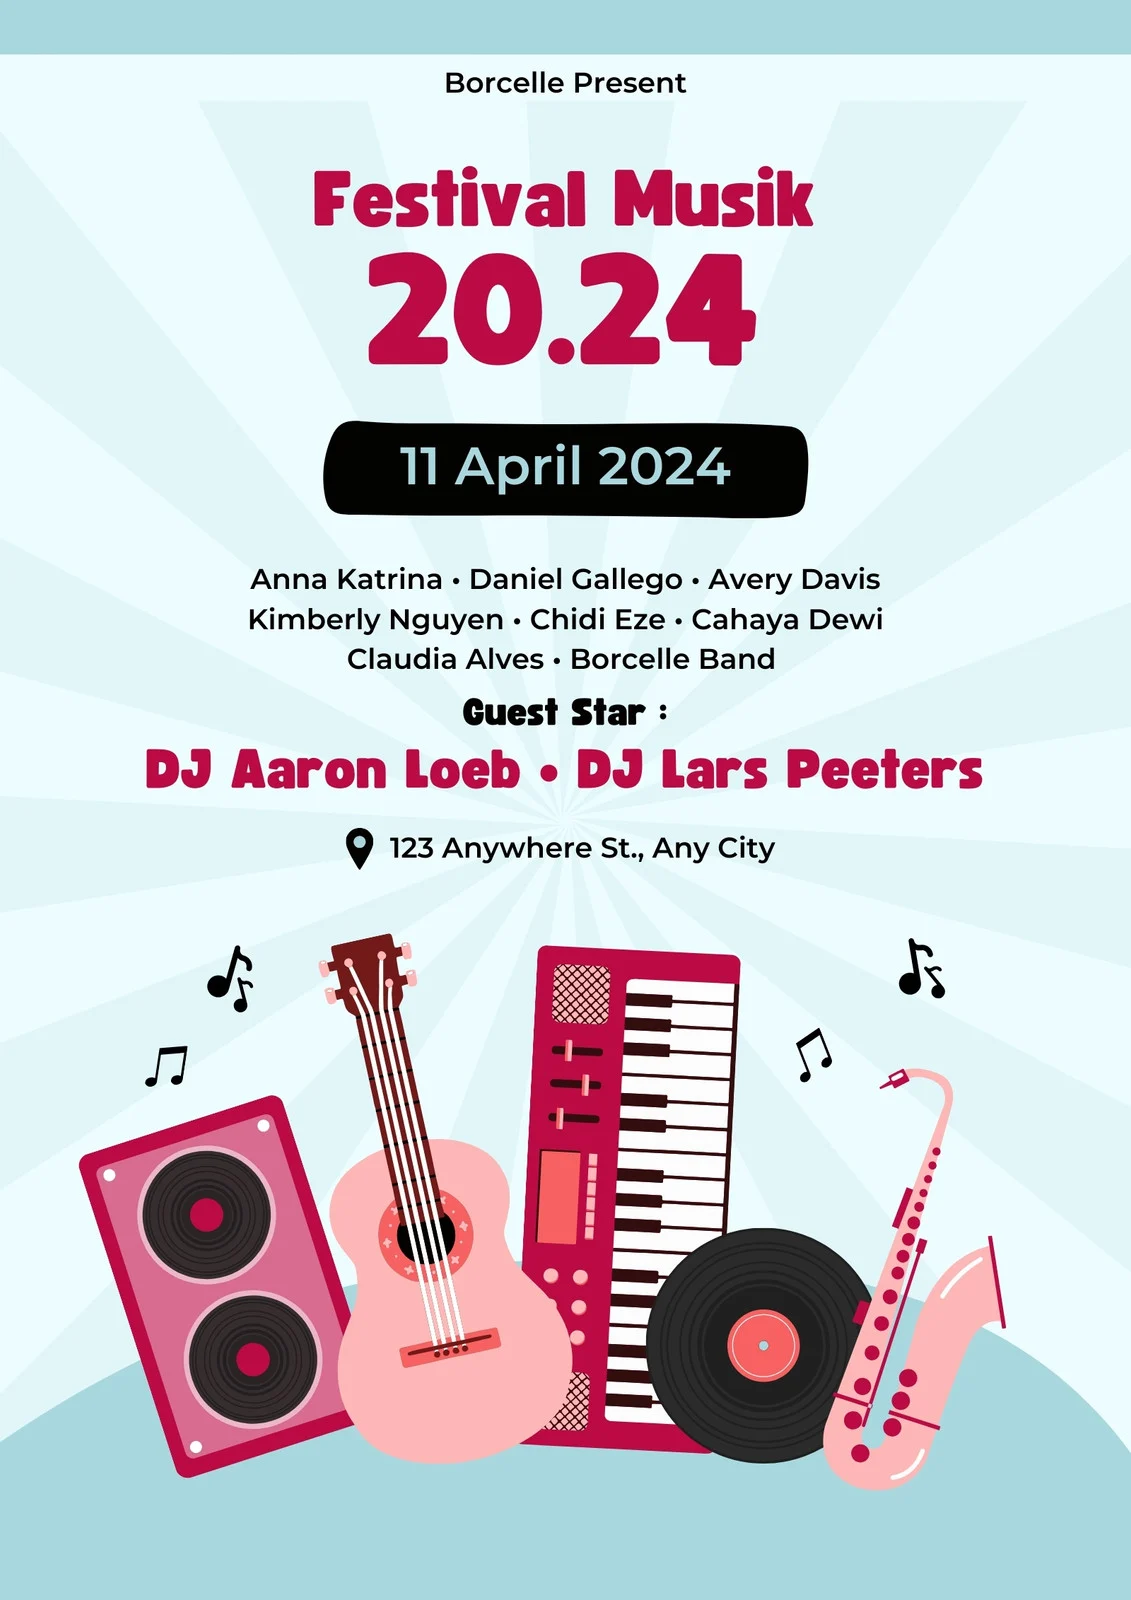 Borcelle Present
Festival Musik
20.24
11 April 2024
Anna Katrina • Daniel Gallego • Avery Davis
Kimberly Nguyen • Chidi Eze • Cahaya Dewi
Claudia Alves • Borcelle Band
Guest Star :
DJ Aaron Loeb • DJ Lars Peeters
123 Anywhere St., Any City